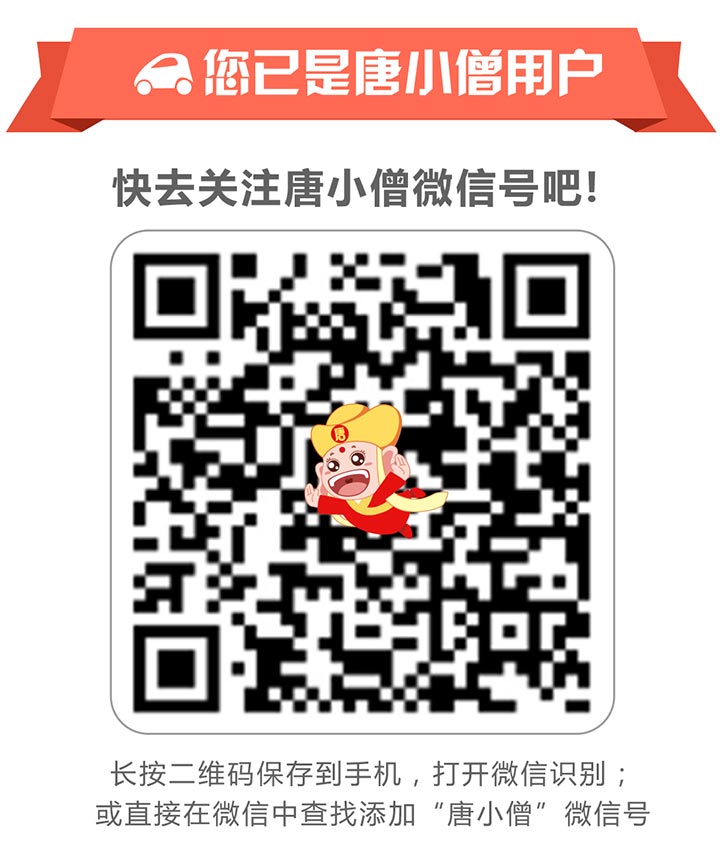 您已是唐小僧用户
快去关注唐小僧微信号吧!
唐
长按二维码保存到手机，打开微信识别；
或直接在微信中查找添加“唐小僧”微信号